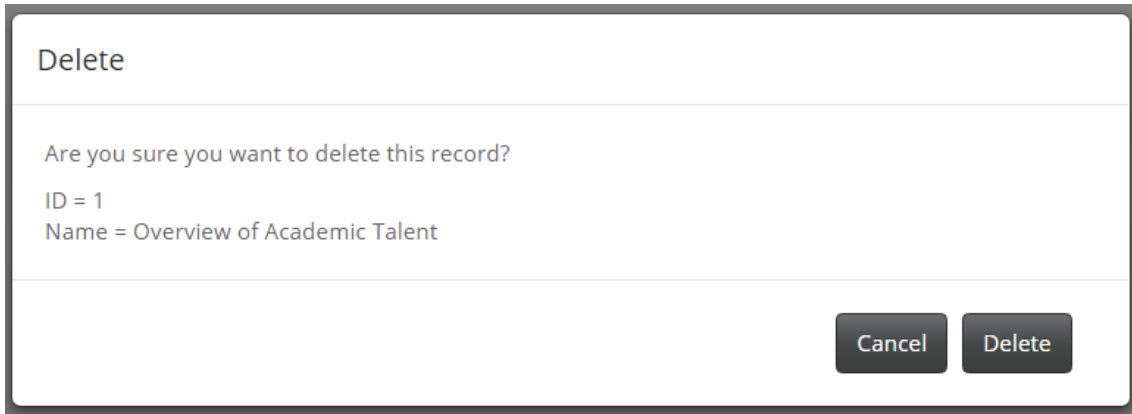 Delete
Are you sure you want to delete this record?
ID = 1
Name = Overview of Academic Talent
Cancel
Delete